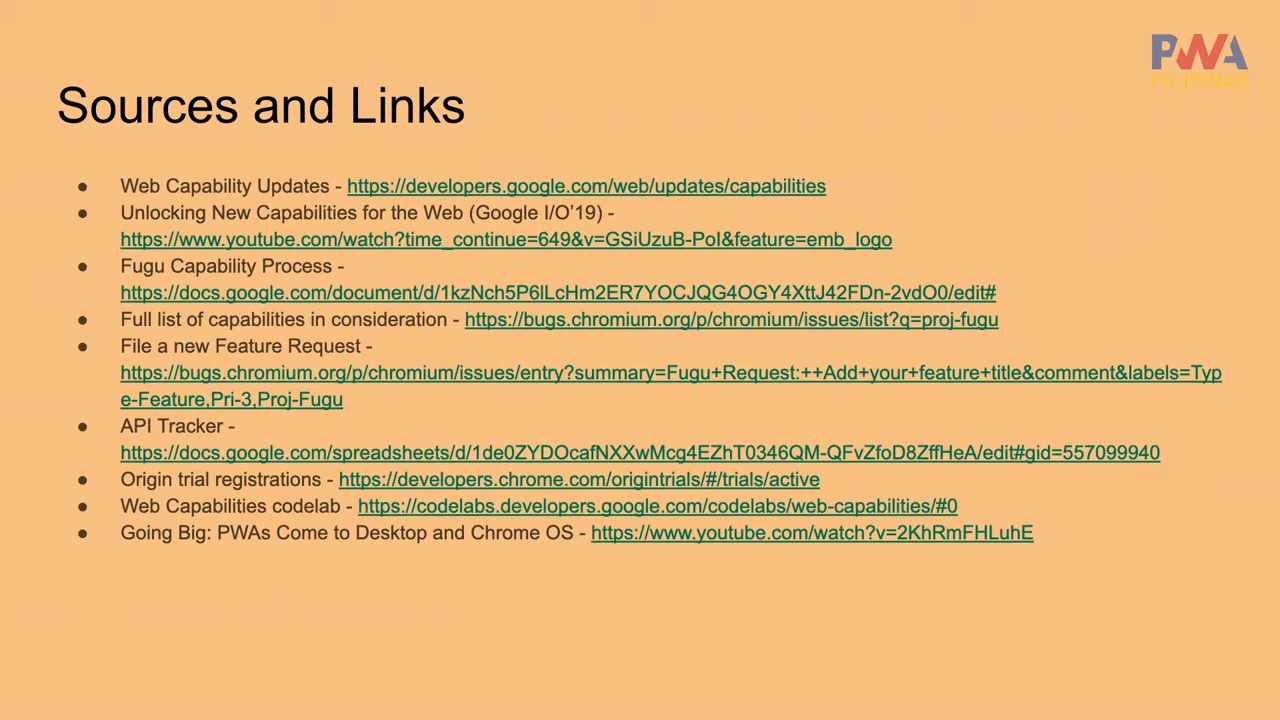 PWA
PILIPINAS
Sources and Links
● Web Capability Updates - https://developers.google.com/web/updates/capabilities
● Unlocking New Capabilities for the Web (Google I/O’19) -
https://www.youtube.com/watch?time_continue=649&v=GSiUzuB-PoI&feature=emb_logo
● Fugu Capability Process -
https://docs.google.com/document/d/1kzNch5P6lLcHm2ER7YOCJQG4OGY4XttJ42FDn-2vdO0/edit#
● Full list of capabilities in consideration - https://bugs.chromium.org/p/chromium/issues/list?q=proj-fugu
● File a new Feature Request -
https://bugs.chromium.org/p/chromium/issues/entry?summary=Fugu+Request:++Add+your+feature+title&comment&labels=Typ
e-Feature,Pri-3,Proj-Fugu
● API Tracker -
https://docs.google.com/spreadsheets/d/1de0ZYDOcafNXXwMcg4EZhT0346QM-QFvZfoD8ZffHeA/edit#gid=557099940
● Origin trial registrations - https://developers.chrome.com/origintrials/#/trials/active
● Web Capabilities codelab - https://codelabs.developers.google.com/codelabs/web-capabilities/#0
● Going Big: PWAs Come to Desktop and Chrome OS - https://www.youtube.com/watch?v=2KhRmFHLuhE